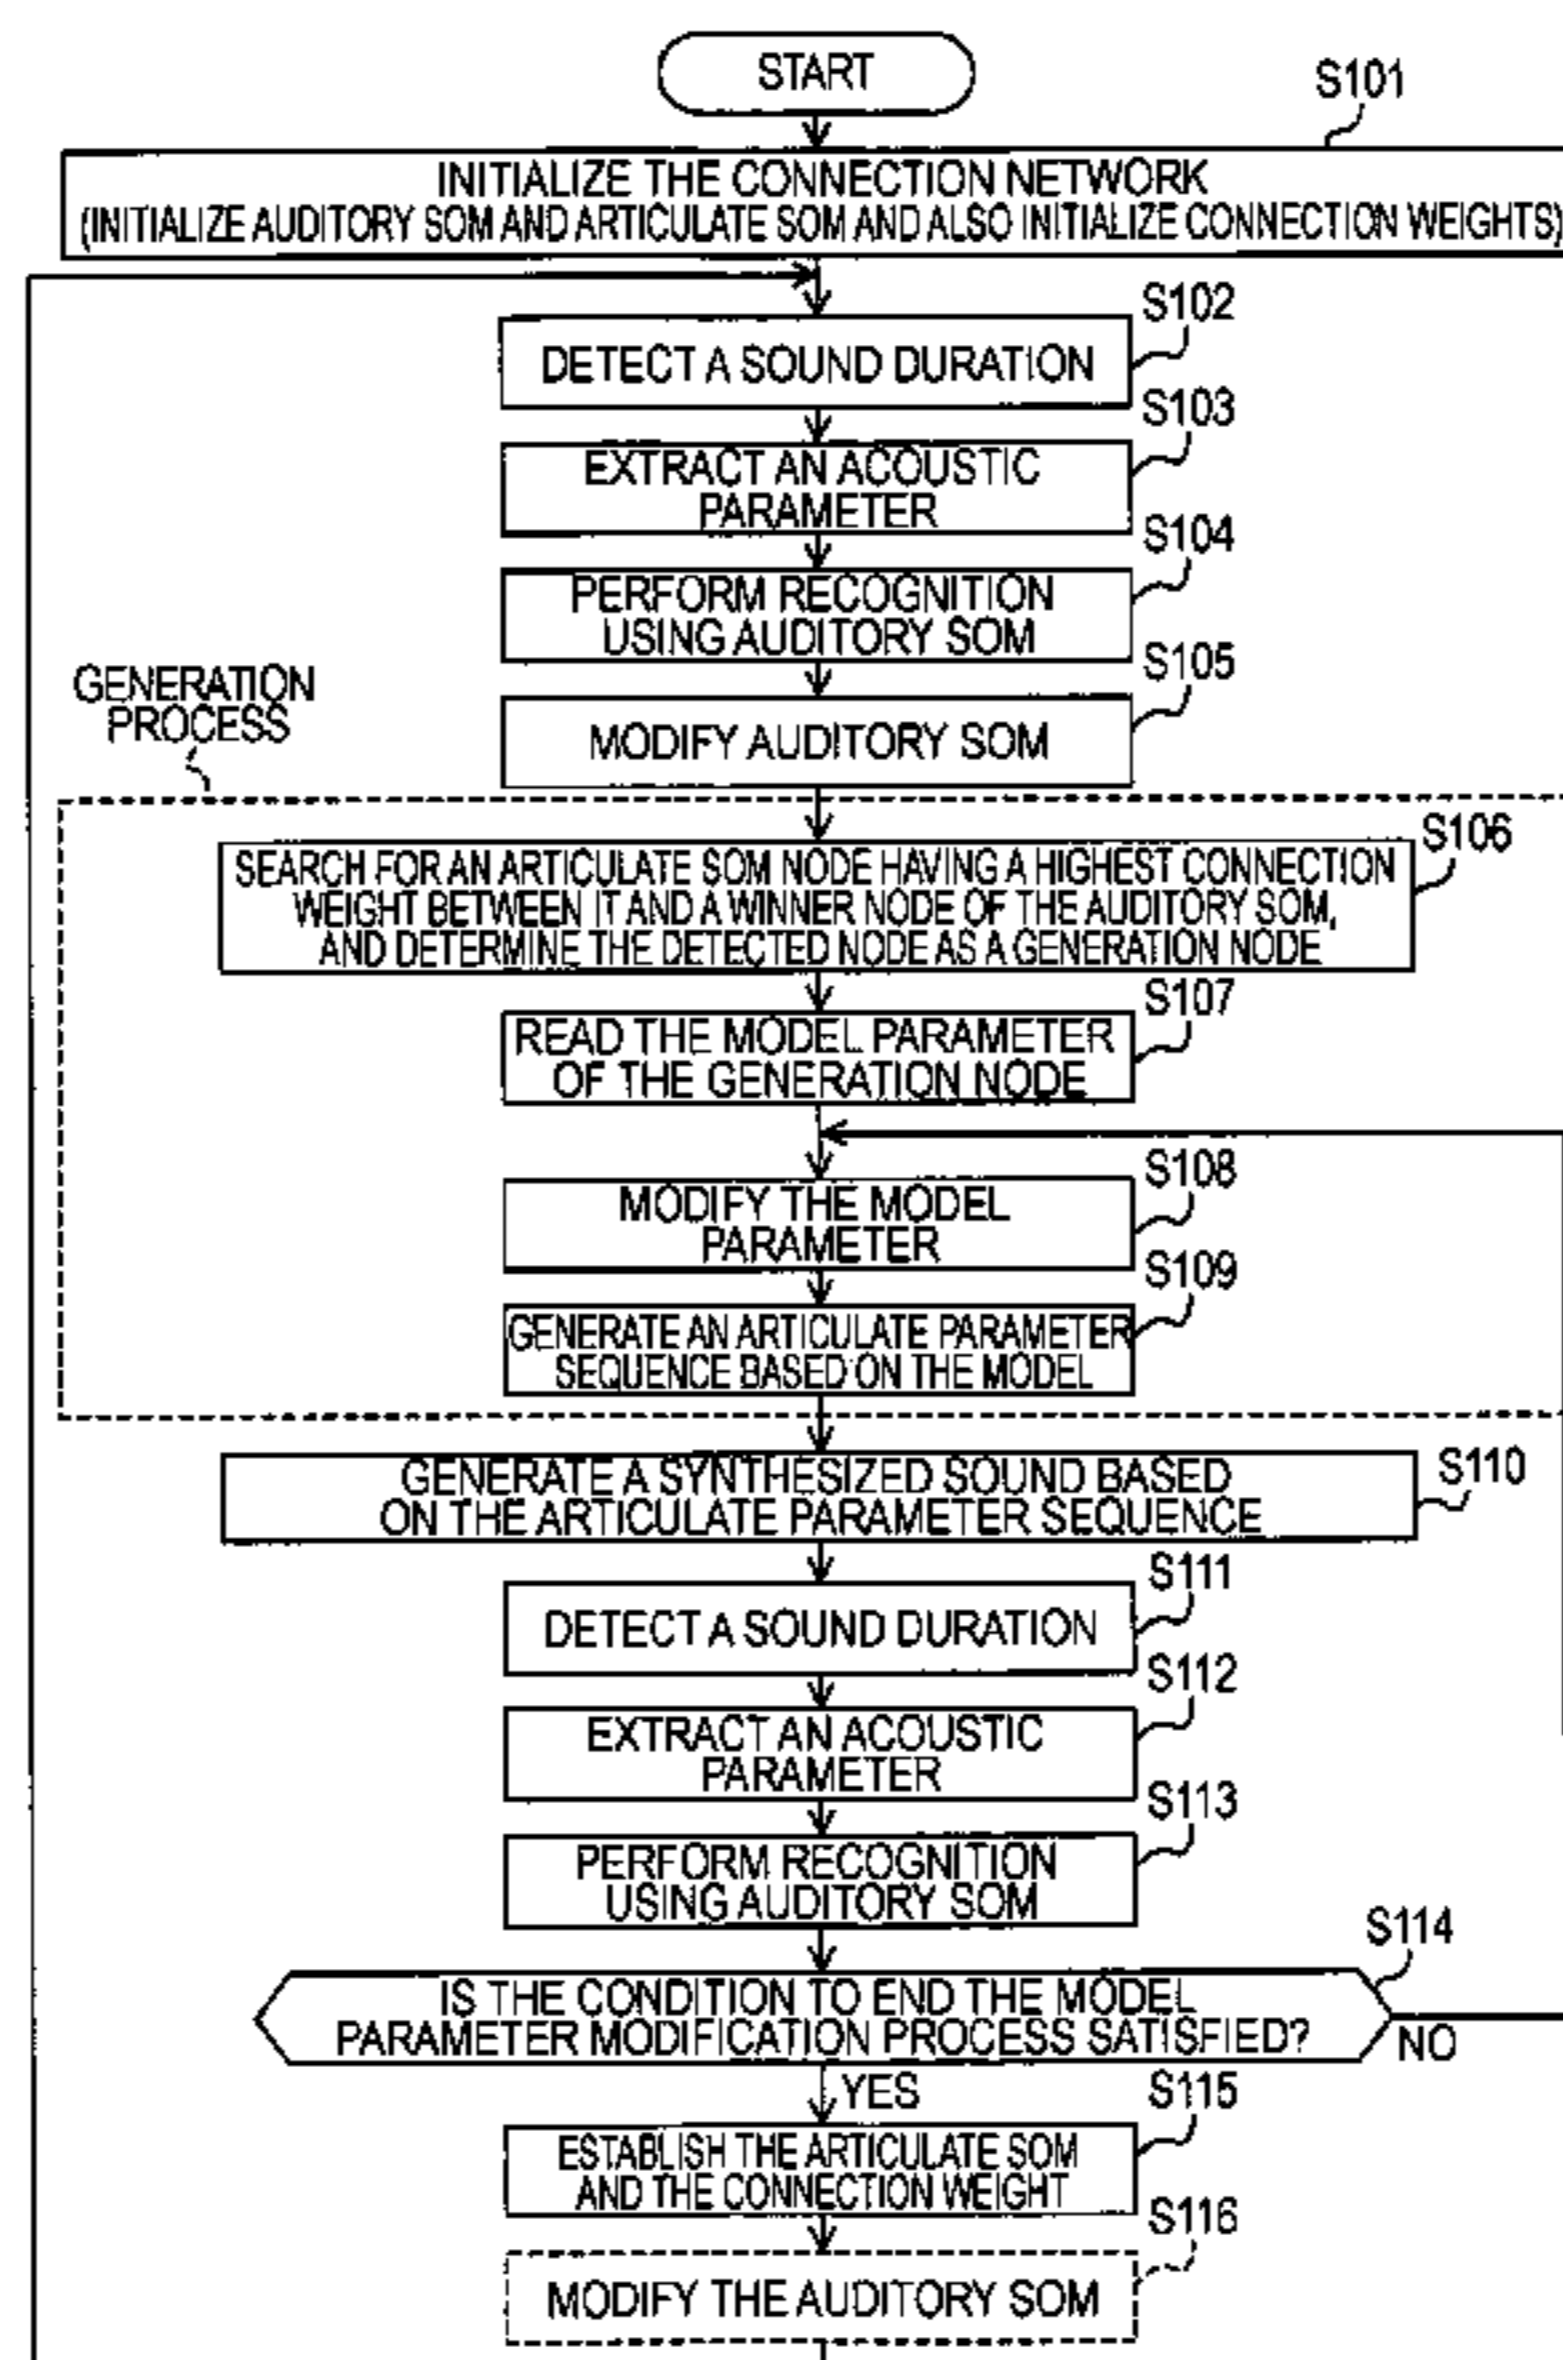 START
S101
INITIALIZE THE CONNECTION NETWORK
(INITIALIZE AUDITORY SOM AND ARTICULATE SOM AND ALSO INITIALIZE CONNECTION WEIGHTS)
S102
DETECT A SOUND DURATION
S103
EXTRACT AN ACOUSTIC
PARAMETER
S104
PERFORM RECOGNITION
USING AUDITORY SOM
S105
MODIFY AUDITORY SOM
GENERATION
PROCESS
S106
SEARCH FOR AN ARTICULATE SOM NODE HAVING A HIGHEST CONNECTION
WEIGHT BETWEEN IT AND A WINNER NODE OF THE AUDITORY SOM,
AND DETERMINE THE DETECTED NODE AS A GENERATION NODE
S107
READ THE MODEL PARAMETER
OF THE GENERATION NODE
S108
MODIFY THE MODEL
PARAMETER
S109
GENERATE AN ARTICULATE PARAMETER
SEQUENCE BASED ON THE MODEL
S110
GENERATE A SYNTHESIZED SOUND BASED
ON THE ARTICULATE PARAMETER SEQUENCE
S111
DETECT A SOUND DURATION
S112
EXTRACT AN ACOUSTIC
PARAMETER
S113
PERFORM RECOGNITION
USING AUDITORY SOM
S114
IS THE CONDITION TO END THE MODEL
PARAMETER MODIFICATION PROCESS SATISFIED?
NO
YES
S115
ESTABLISH THE ARTICULATE SOM
AND THE CONNECTION WEIGHT
S116
MODIFY THE AUDITORY SOM